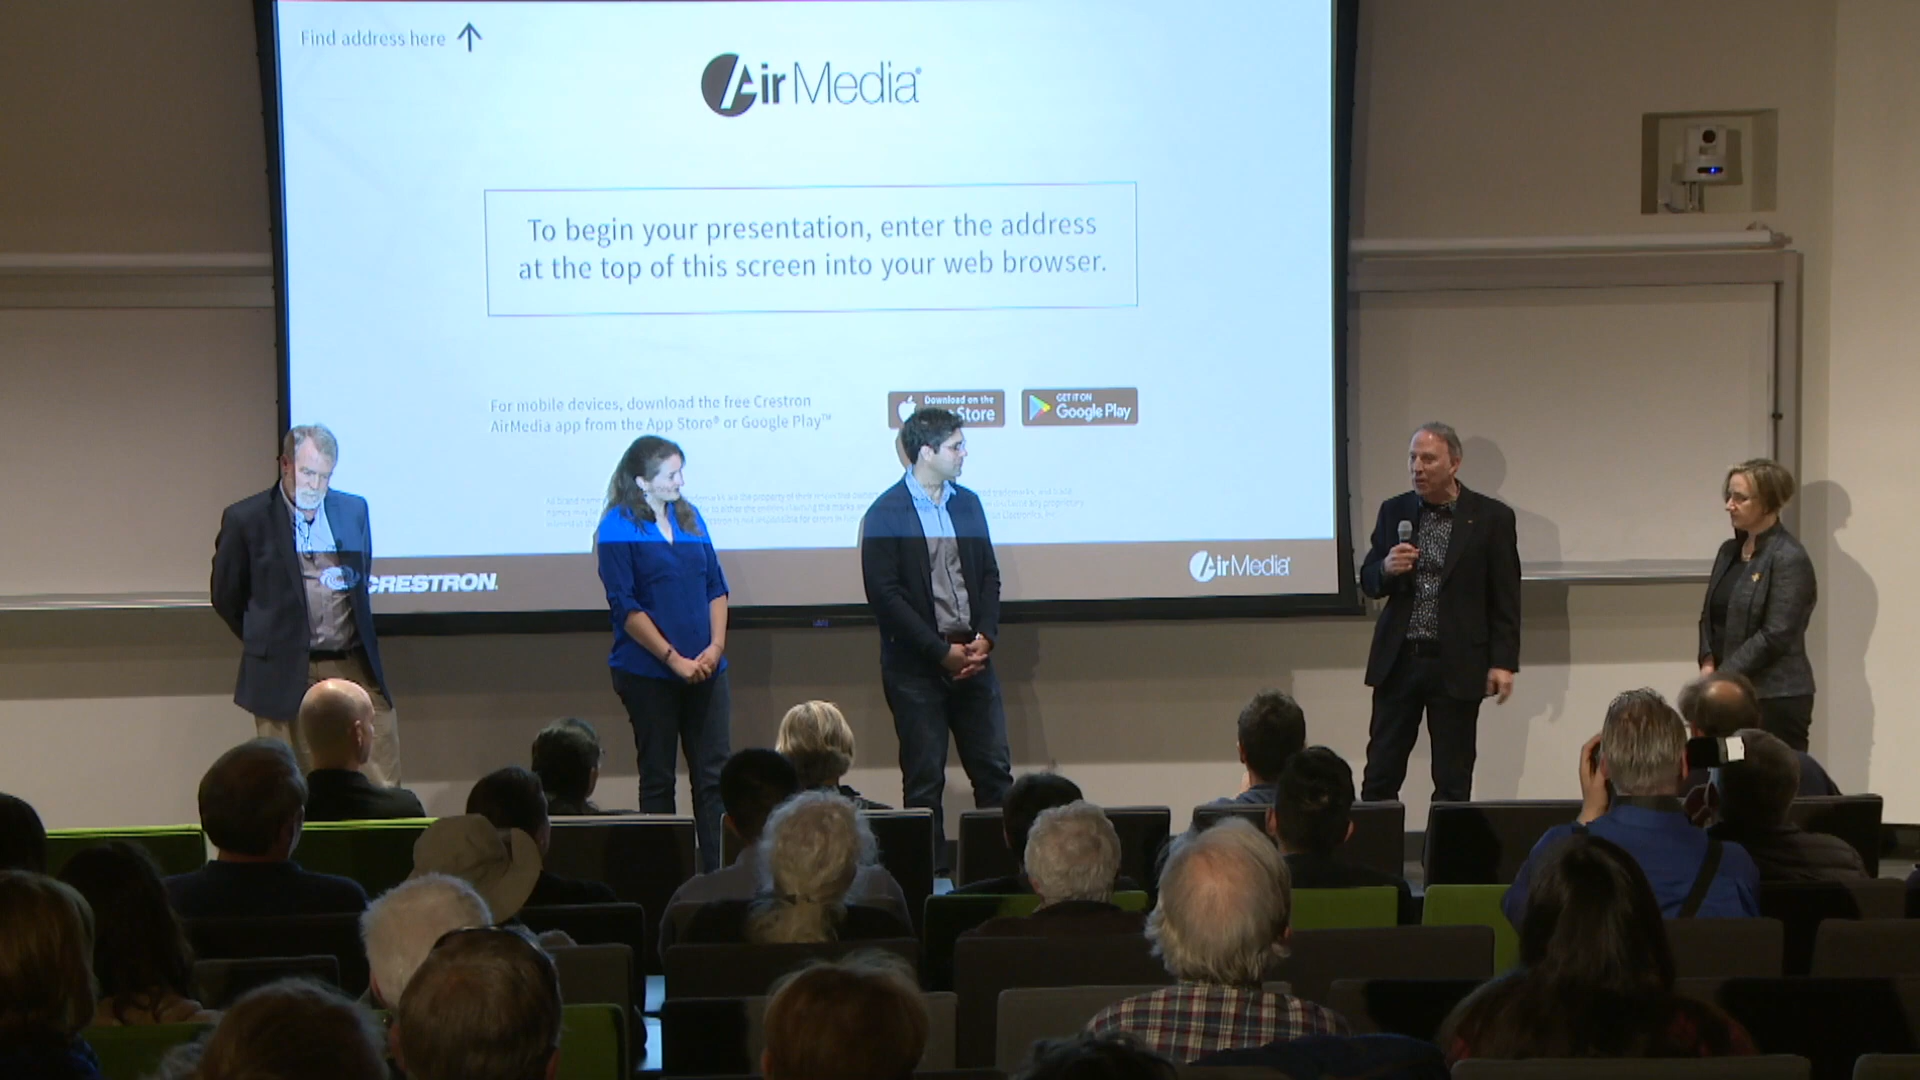 Find address here
AirMedia®
To begin your presentation, enter the address
at the top of this screen into your web browser.
For mobile devices, download the free Crestron
AirMedia app from the App Store® or Google Play™
Download on the
Store
GET IT ON
Google Play
CRESTRON.
AirMedia®